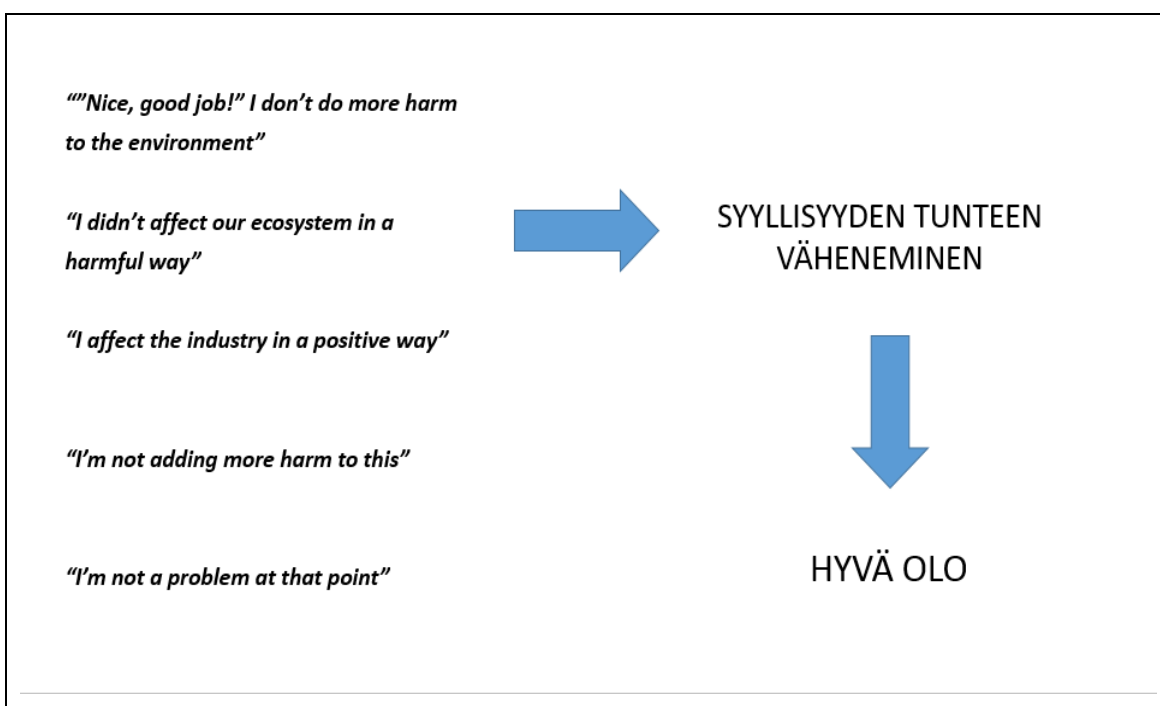 “”Nice, good job!” I don’t do more harm
to the environment”
“I didn’t affect our ecosystem in a
harmful way”
“I affect the industry in a positive way”
“I’m not adding more harm to this”
“I’m not a problem at that point”
SYYLLISYYDEN TUNTEEN
VÄHENEMINEN
HYVÄ OLO